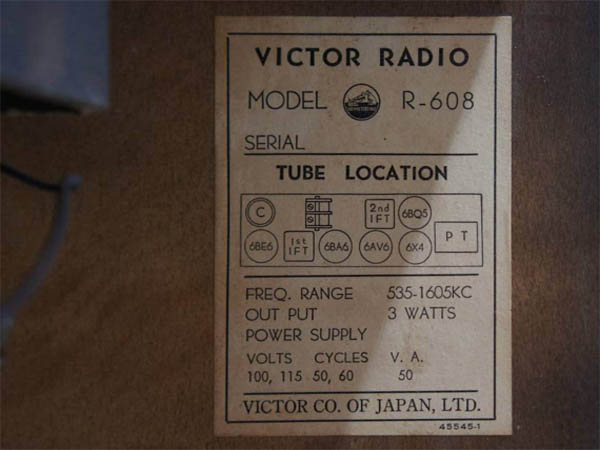 VICTOR RADIO
MODEL R-608
SERIAL
TUBE LOCATION
C
2nd IFT
6BQ5
6BE6
1st IFT
6BA6
6AV6
6X4
P T
FREQ. RANGE 535-1605KC
OUT PUT 3 WATTS
POWER SUPPLY
VOLTS CYCLES V. A.
100, 115 50, 60 50
VICTOR CO. OF JAPAN, LTD.
45545-1